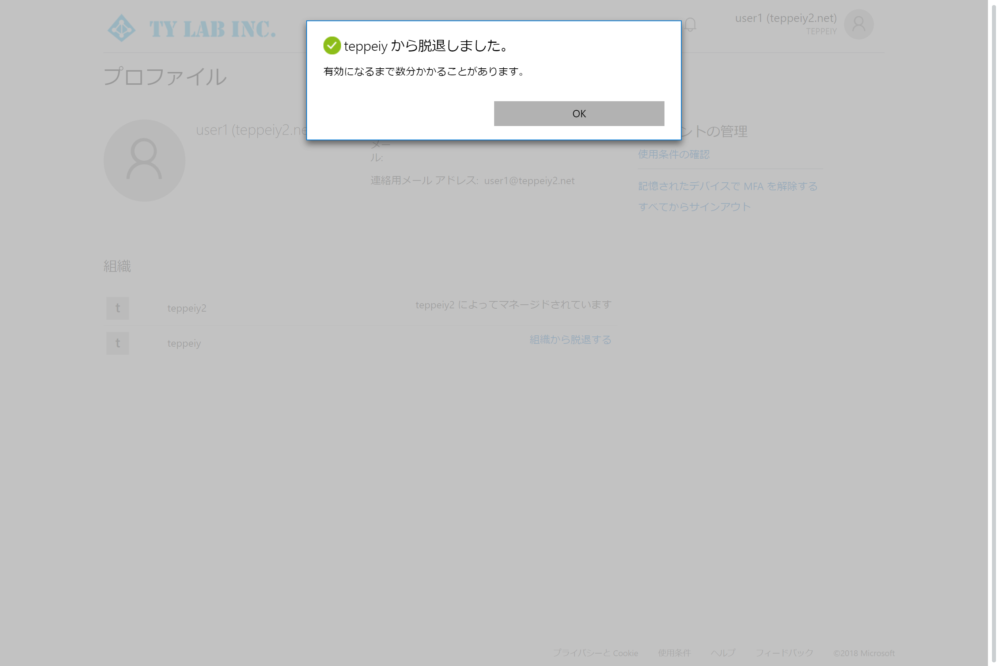 TY LAB INC.
user1 (teppeiy2.net)
TEPPEIY
teppeiy から脱退しました。
有効になるまで数分かかることがあります。
OK
プロファイル
user1 (teppeiy2.ne
メー
ル:
連絡用メール アドレス: user1@teppeiy2.net
ントの管理
使用条件の確認
記憶されたデバイスで MFA を解除する
すべてからサインアウト
組織
t teppeiy2 teppeiy2 によってマネージドされています
t teppeiy 組織から脱退する
プライバシーと Cookie 使用条件 ヘルプ フィードバック ©2018 Microsoft